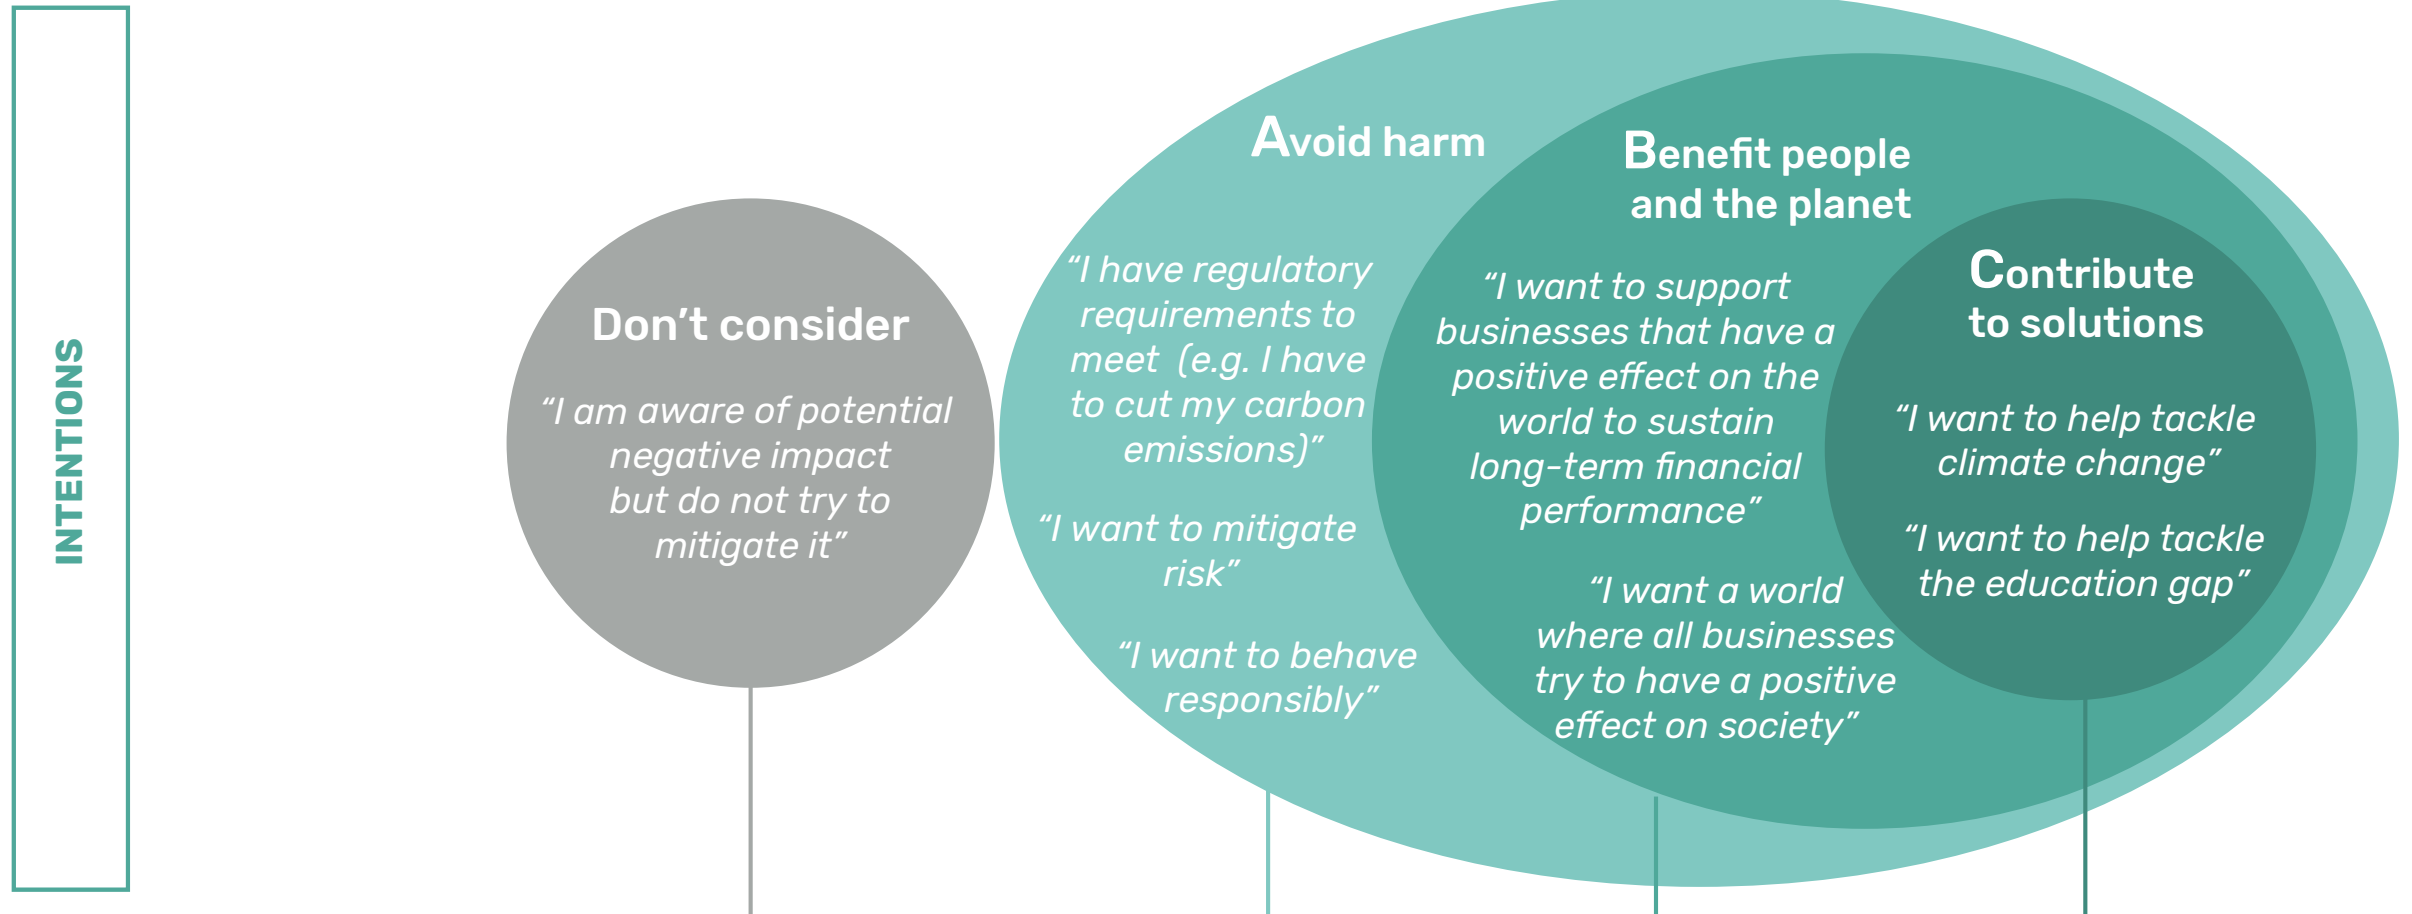 INTENTIONS
Don’t consider
“I am aware of potential
negative impact
but do not try to
mitigate it”
Avoid harm
“I have regulatory
requirements to
meet (e.g. I have
to cut my carbon
emissions)”
“I want to mitigate
risk”
“I want to behave
responsibly”
Benefit people
and the planet
“I want to support
businesses that have a
positive effect on the
world to sustain
long-term financial
performance”
“I want a world
where all businesses
try to have a positive
effect on society”
Contribute
to solutions
“I want to help tackle
climate change”
“I want to help tackle
the education gap”